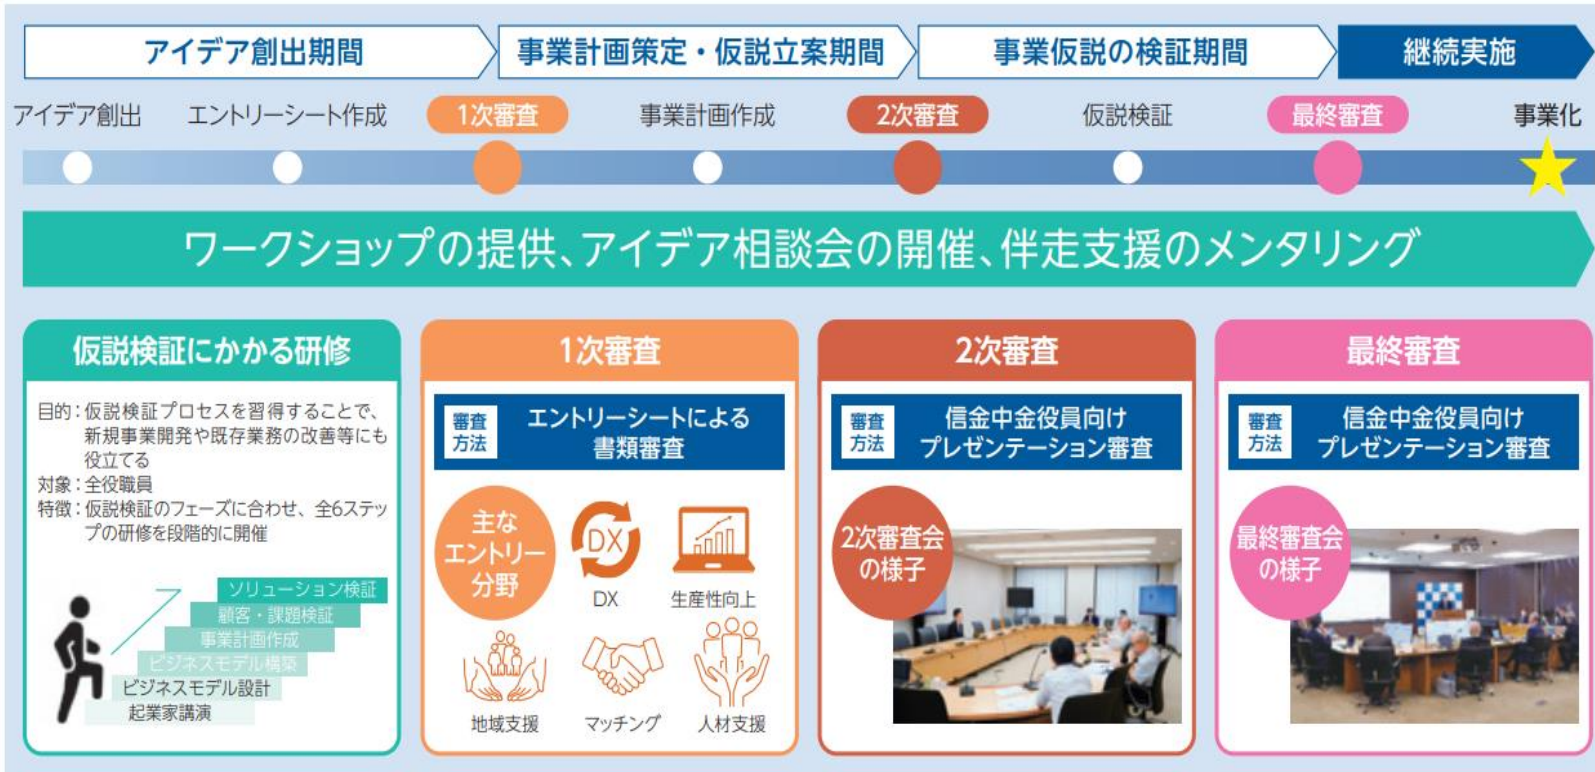 アイデア創出期間
事業計画策定・仮説立案期間
事業仮説の検証期間
継続実施
アイデア創出
エントリーシート作成
1次審査
事業計画作成
2次審査
仮説検証
最終審査
事業化
ワークショップの提供、アイデア相談会の開催、伴走支援のメンタリング
仮説検証にかかる研修
目的：仮説検証プロセスを習得することで、
新規事業開発や既存業務の改善等にも
役立てる
対象：全役職員
特徴：仮説検証のフェーズに合わせ、全6ステッ
プの研修を段階的に開催
ソリューション検証
顧客・課題検証
事業計画作成
ビジネスモデル構築
ビジネスモデル設計
起業家講演
1次審査
審査
方法
エントリーシートによる
書類審査
主な
エントリー
分野
DX
DX
生産性向上
地域支援
マッチング
人材支援
2次審査
審査
方法
信金中金役員向け
プレゼンテーション審査
2次審査会
の様子
最終審査
審査
方法
信金中金役員向け
プレゼンテーション審査
最終審査会
の様子